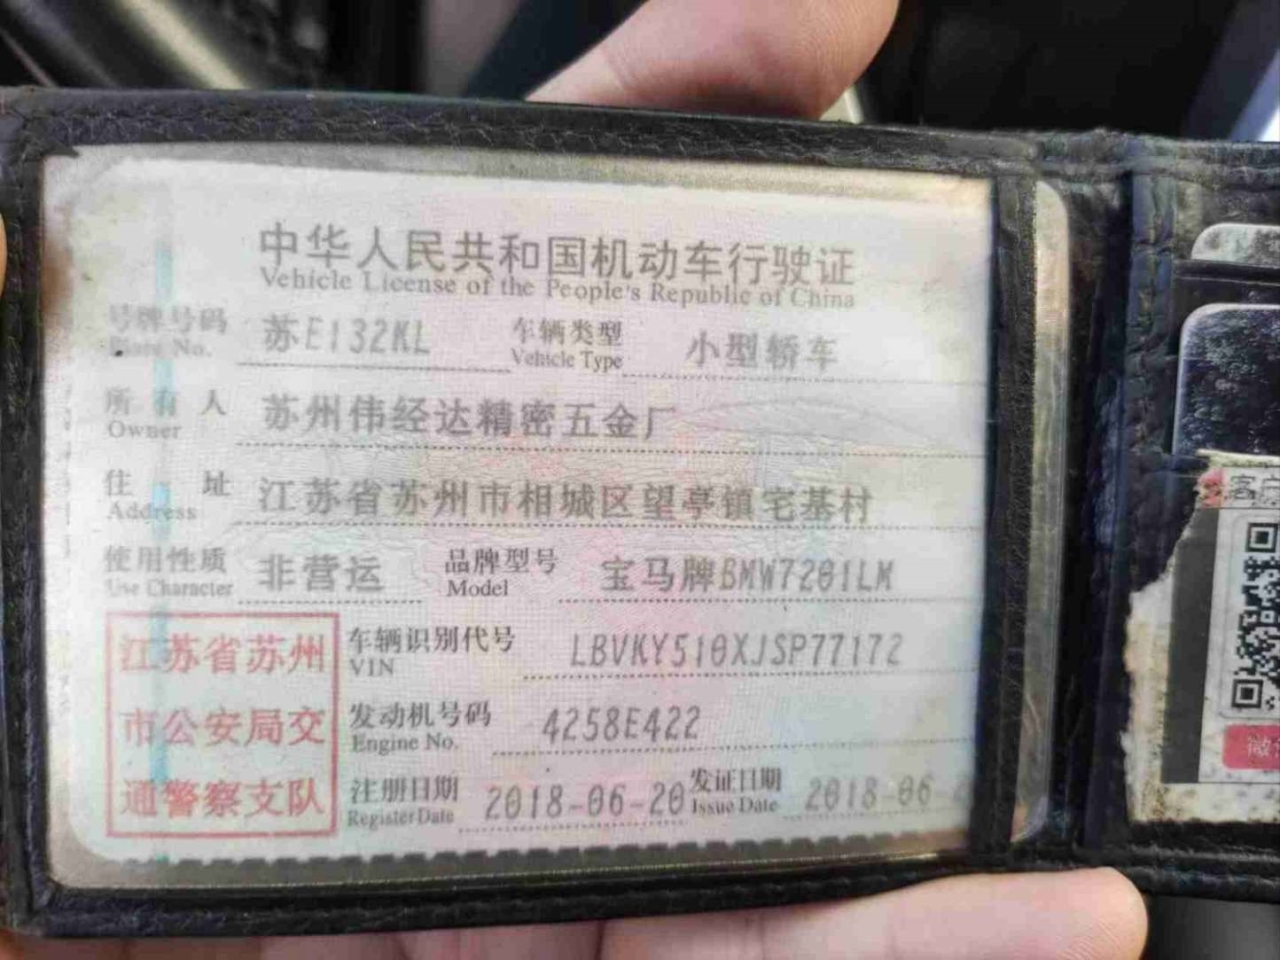 中华人民共和国机动车行驶证
Vehicle License of the People's Republic of China
号牌号码 苏E132KL 车辆类型 小型轿车
Plate No. Vehicle Type
所有人 苏州伟经达精密五金厂
Owner
住址 江苏省苏州市相城区望亭镇宅基村
Address
使用性质 非营运 品牌型号 宝马牌BMW7201LM
Use Character Model
江苏省苏州
市公安局交
通警察支队
车辆识别代号 LBVKY510XJSP77172
VIN
发动机号码 4258E422
Engine No.
注册日期 2018-06-20 发证日期 2018-06
Register Date Issue Date
客户